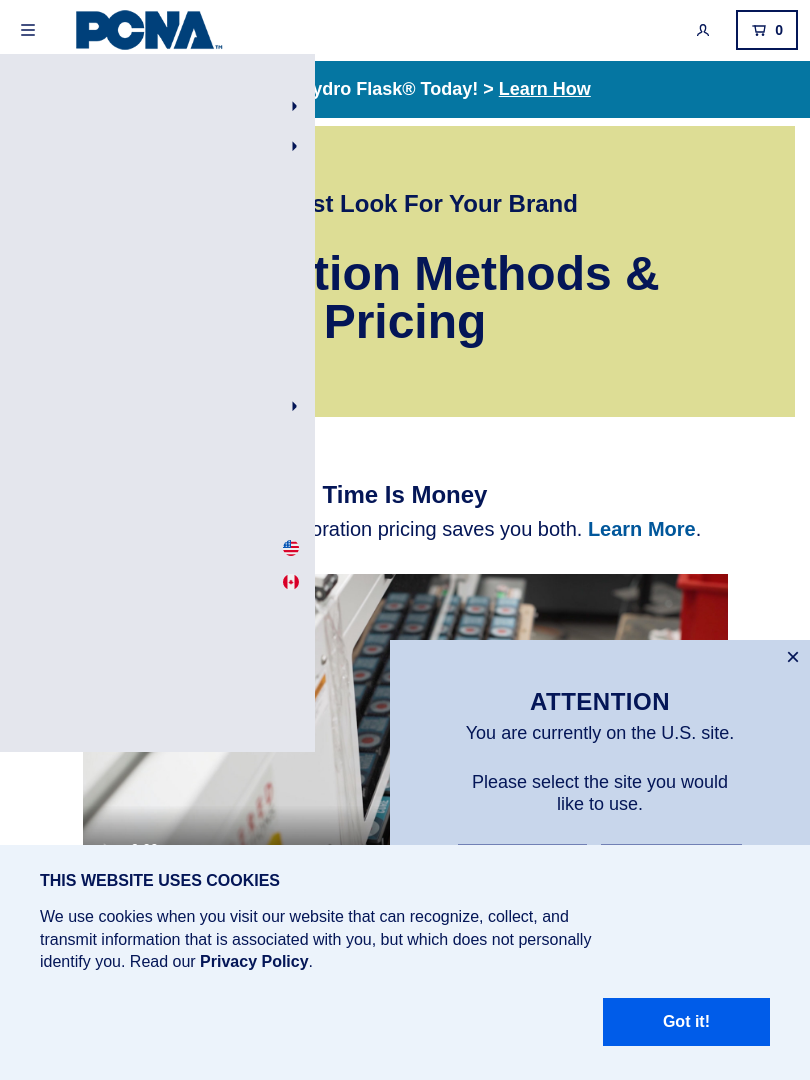 PCNA™
0
ydro Flask® Today! > Learn How
st Look For Your Brand
tion Methods &
Pricing
Time Is Money
oration pricing saves you both. Learn More.
×
ATTENTION
You are currently on the U.S. site.
Please select the site you would
like to use.
THIS WEBSITE USES COOKIES
We use cookies when you visit our website that can recognize, collect, and
transmit information that is associated with you, but which does not personally
identify you. Read our Privacy Policy.
Got it!